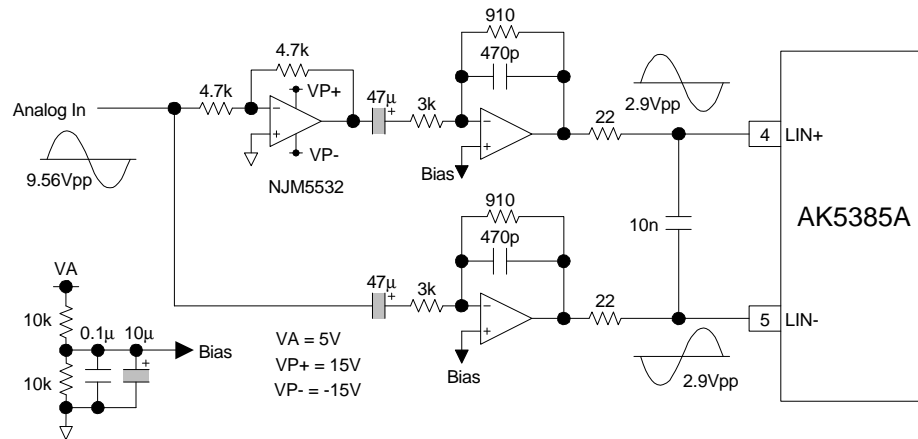 910
4.7k
470p
4.7k
VP+
47µ
3k
2.9Vpp
Analog In
22
4
LIN+
VP-
Bias
9.56Vpp
NJM5532
910
AK5385A
470p
10n
VA
47µ
3k
22
5
LIN-
10k
0.1µ
10µ
Bias
VA = 5V
VP+ = 15V
VP- = -15V
10k
Bias
2.9Vpp
+
+
+
−
+
−
+
−
+